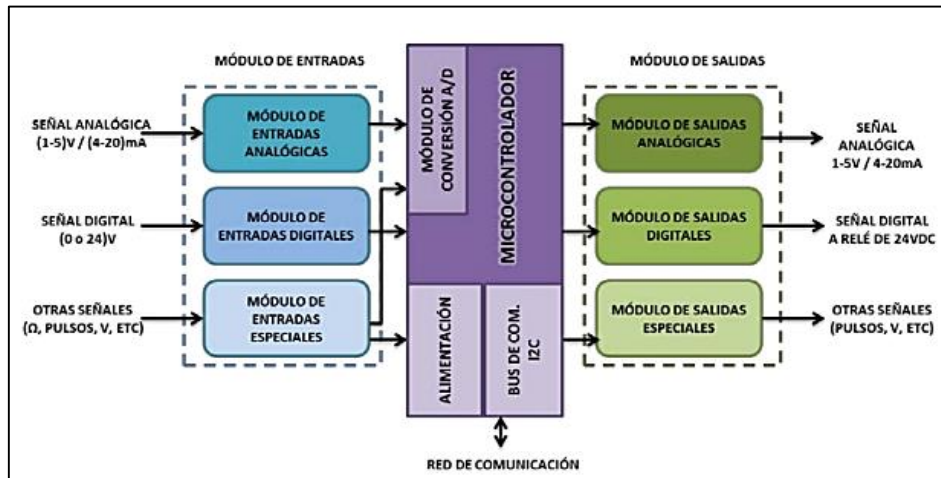 MÓDULO DE ENTRADAS
SEÑAL ANALÓGICA
(1-5)V / (4-20)mA
MÓDULO DE
ENTRADAS
ANALÓGICAS
SEÑAL DIGITAL
(0 o 24)V
MÓDULO DE
ENTRADAS DIGITALES
OTRAS SEÑALES
(Ω, PULSOS, V, ETC)
MÓDULO DE
ENTRADAS
ESPECIALES
MÓDULO DE
CONVERSIÓN A/D
MICROCONTROLADOR
ALIMENTACIÓN
BUS DE COM.
I2C
RED DE COMUNICACIÓN
MÓDULO DE SALIDAS
MÓDULO DE SALIDAS
ANALÓGICAS
SEÑAL
ANALÓGICA
1-5V / 4-20mA
MÓDULO DE SALIDAS
DIGITALES
SEÑAL DIGITAL
A RELÉ DE 24VDC
MÓDULO DE SALIDAS
ESPECIALES
OTRAS SEÑALES
(PULSOS, V, ETC)